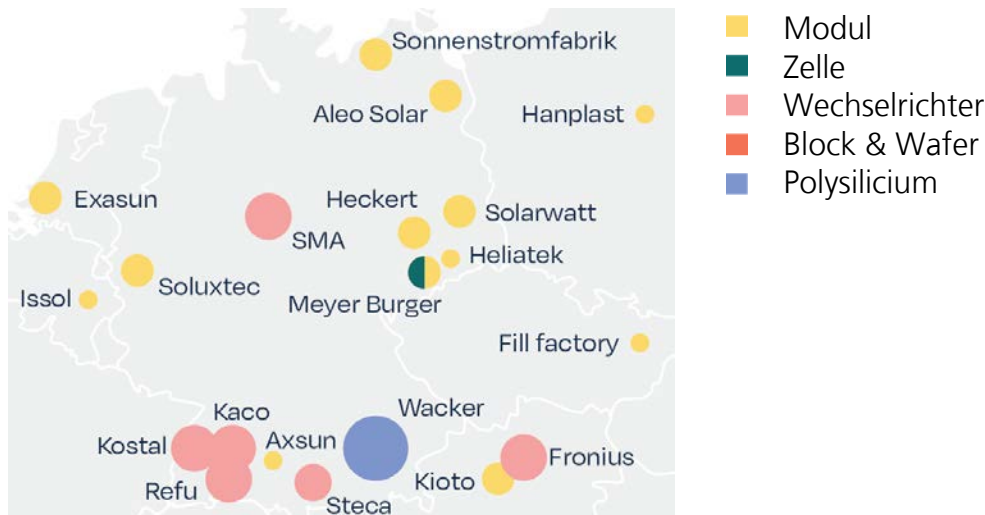 Sonnenstromfabrik
Aleo Solar
Hanplast
Exasun
Heckert
Solarwatt
SMA
Heliatek
Soluxtec
Issol
Meyer Burger
Fill factory
Wacker
Kaco
Kostal
Axsun
Fronius
Kioto
Refu
Steca
Modul
Zelle
Wechselrichter
Block & Wafer
Polysilicium